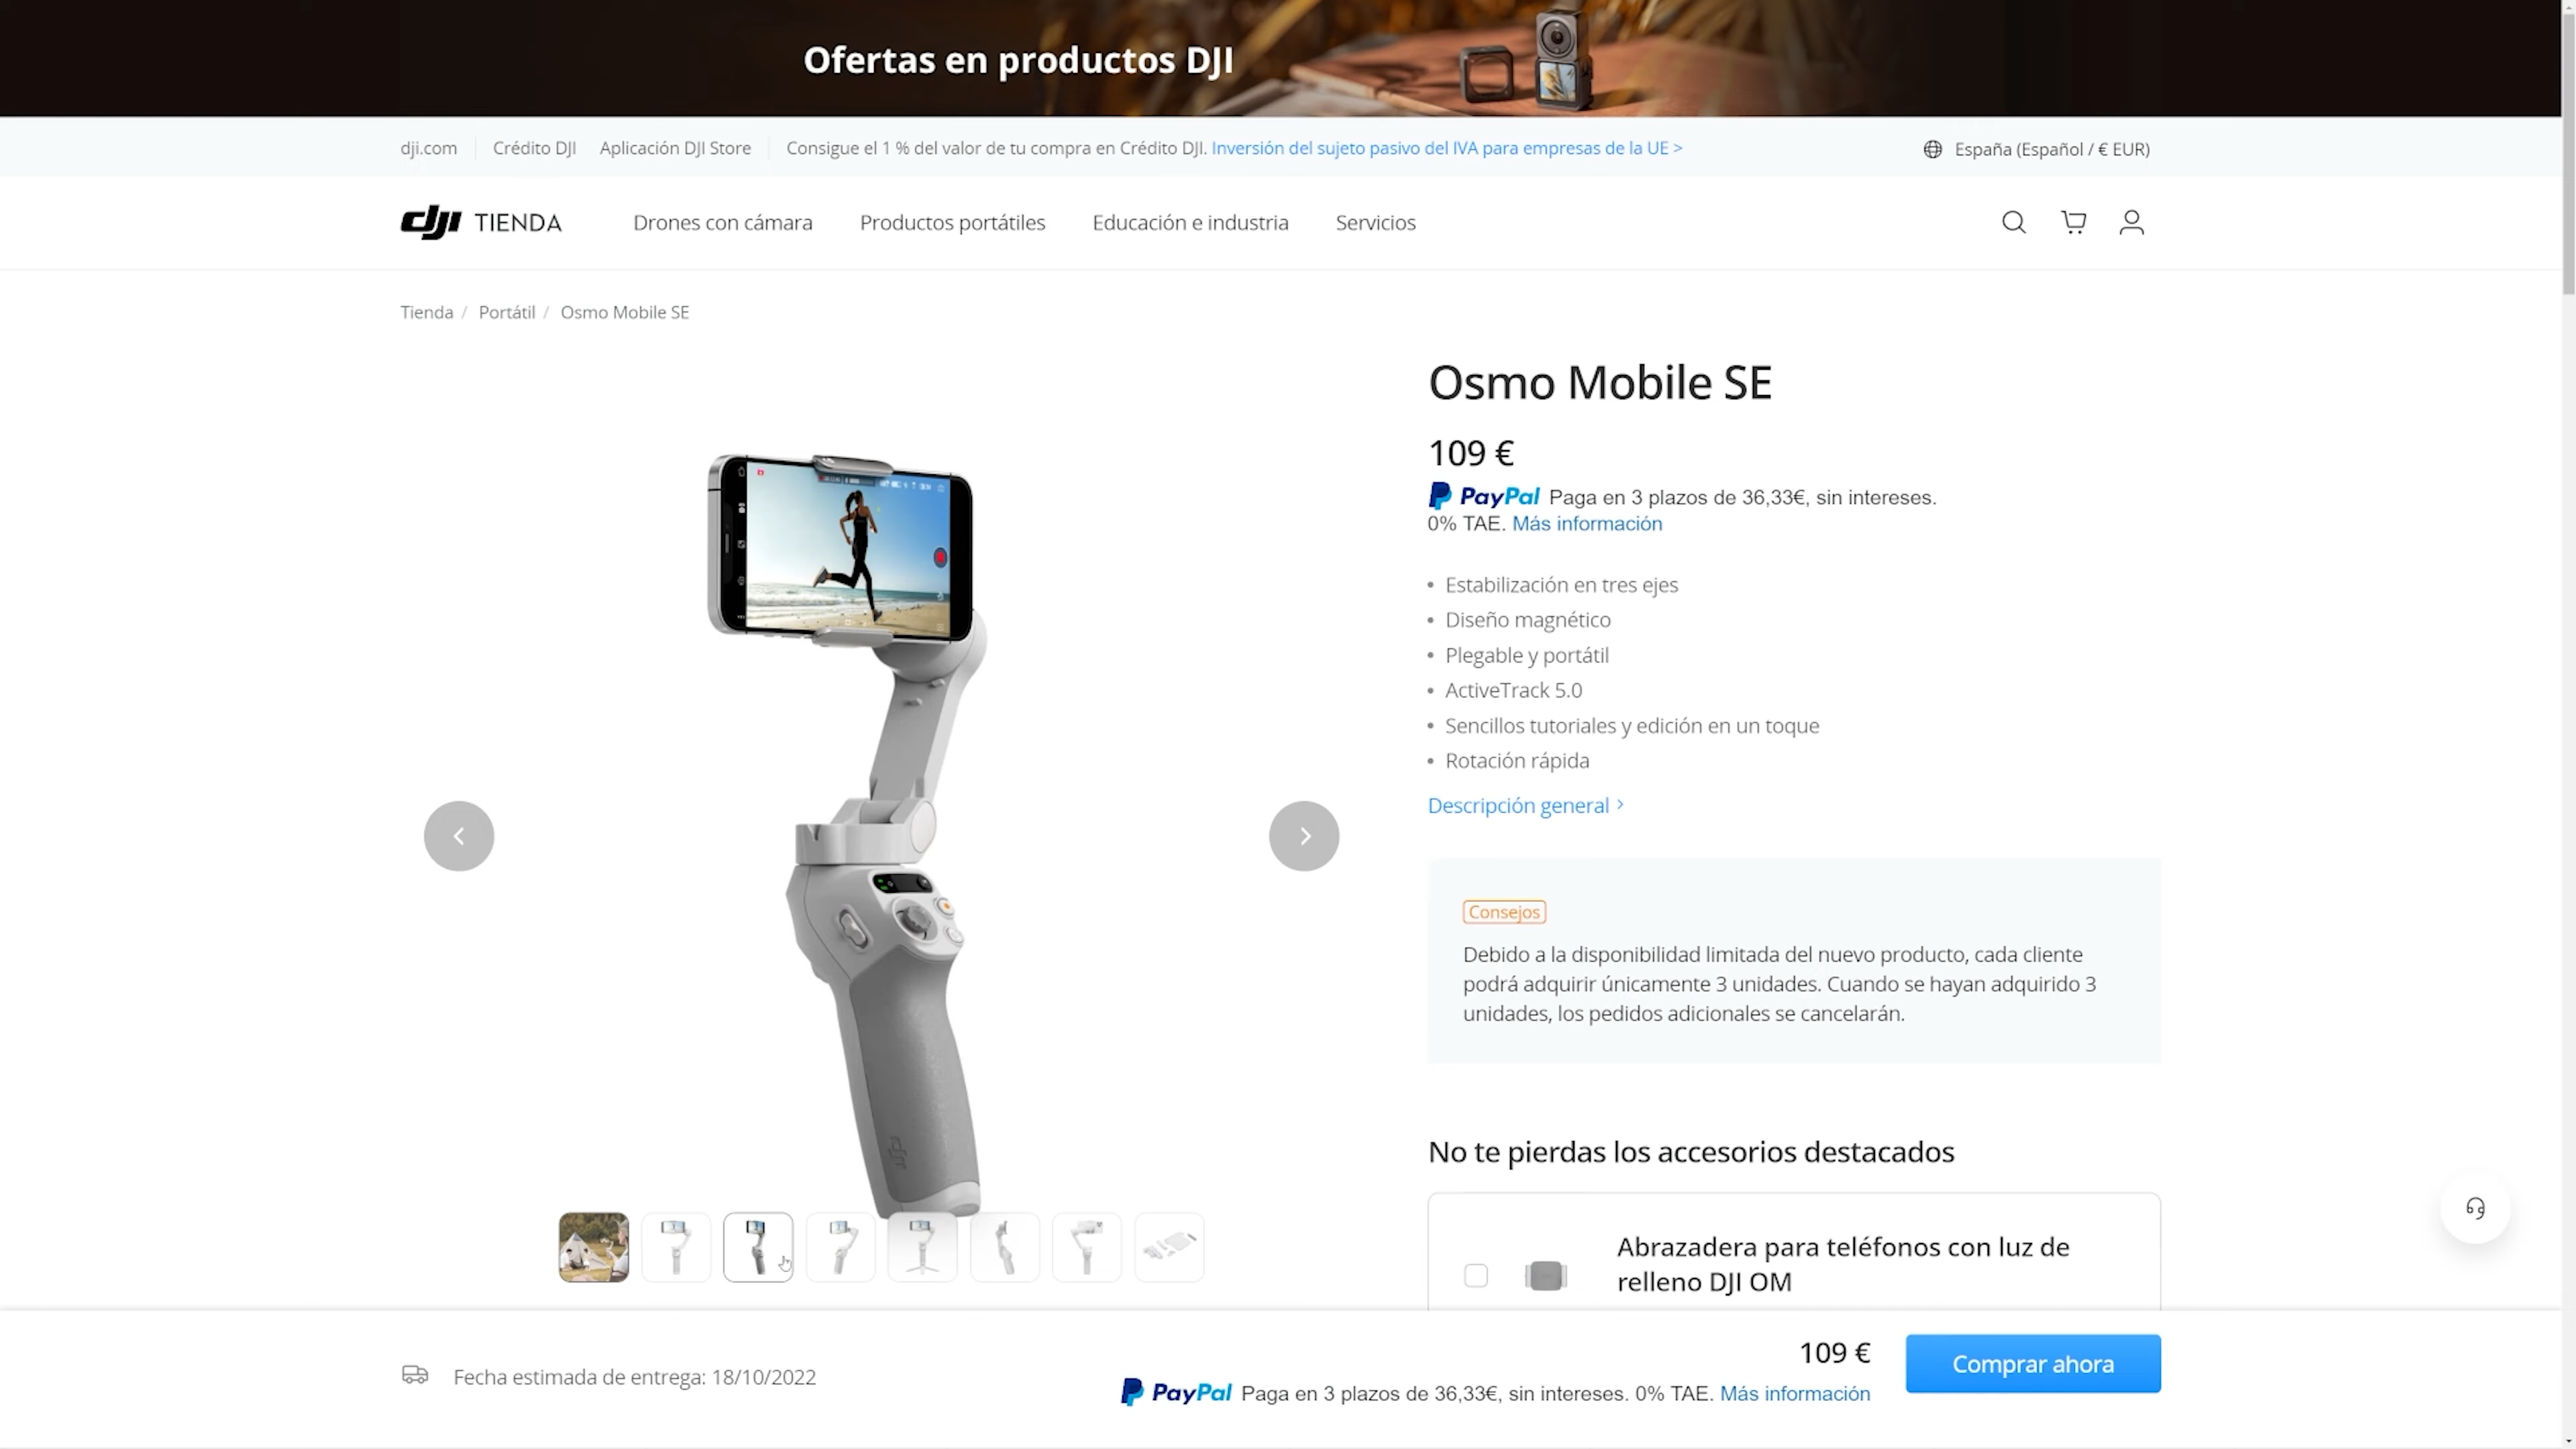 Ofertas en productos DJI
dji.com
Crédito DJI
Aplicación DJI Store
Consigue el 1 % del valor de tu compra en Crédito DJI. Inversión del sujeto pasivo del IVA para empresas de la UE >
España (Español / € EUR)
dji TIENDA
Drones con cámara
Productos portátiles
Educación e industria
Servicios
Tienda / Portátil / Osmo Mobile SE
Osmo Mobile SE
109 €
PayPal Paga en 3 plazos de 36,33€, sin intereses.
0% TAE. Más información
• Estabilización en tres ejes
• Diseño magnético
• Plegable y portátil
• ActiveTrack 5.0
• Sencillos tutoriales y edición en un toque
• Rotación rápida
Descripción general >
Consejos
Debido a la disponibilidad limitada del nuevo producto, cada cliente
podrá adquirir únicamente 3 unidades. Cuando se hayan adquirido 3
unidades, los pedidos adicionales se cancelarán.
dji
No te pierdas los accesorios destacados
Abrazadera para teléfonos con luz de
relleno DJI OM
Fecha estimada de entrega: 18/10/2022
109 €
PayPal Paga en 3 plazos de 36,33€, sin intereses. 0% TAE. Más información
Comprar ahora